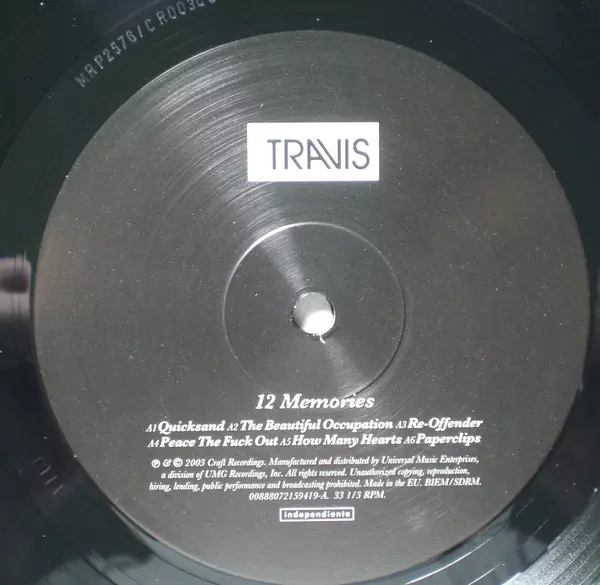 MRP2576/CR003
TRAVIS
12 Memories
A1 Quicksand A2 The Beautiful Occupation A3 Re-Offender
A4 Peace The Fuck Out A5 How Many Hearts A6 Paperclips
℗ & © 2003 Craft Recordings. Manufactured and distributed by Universal Music Enterprises,
a division of UMG Recordings, Inc. All rights reserved. Unauthorized copying, reproduction,
hiring, lending, public performance and broadcasting prohibited. Made in the EU. BIEM/SDRM.
00888072159419-A. 33 1/3 RPM.
independiente